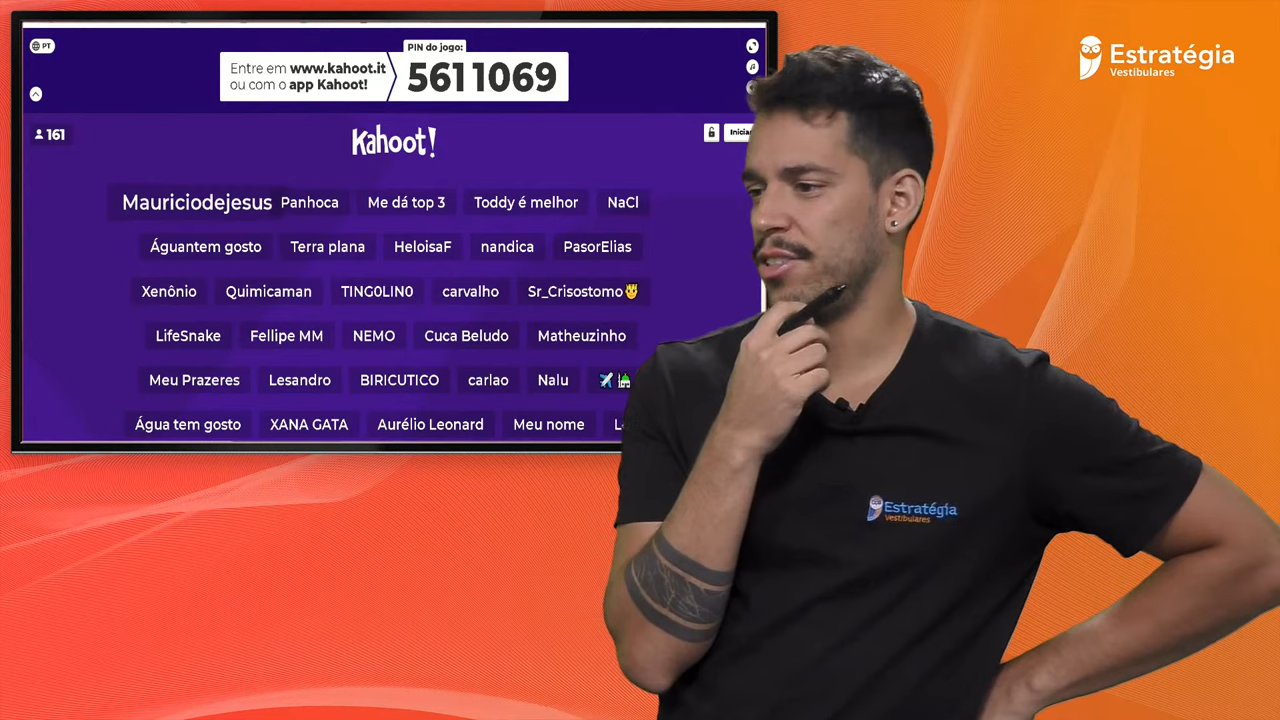 PT
PIN do jogo:
Entre em www.kahoot.it
ou com o app Kahoot!
5611069
Estratégia
Vestibulares
161
Kahoot!
Mauriciodejesus Panhoca Me dá top 3 Toddy é melhor NaCl
Águantem gosto Terra plana HeloisaF nandica PasorElias
Xenônio Quimicaman TINGOLINO carvalho Sr_Crisostomo
LifeSnake Fellipe MM NEMO Cuca Beludo Matheuzinho
Meu Prazeres Lesandro BIRICUTICO carlao Nalu
Água tem gosto XANA GATA Aurélio Leonard Meu nome
Estratégia
Vestibulares